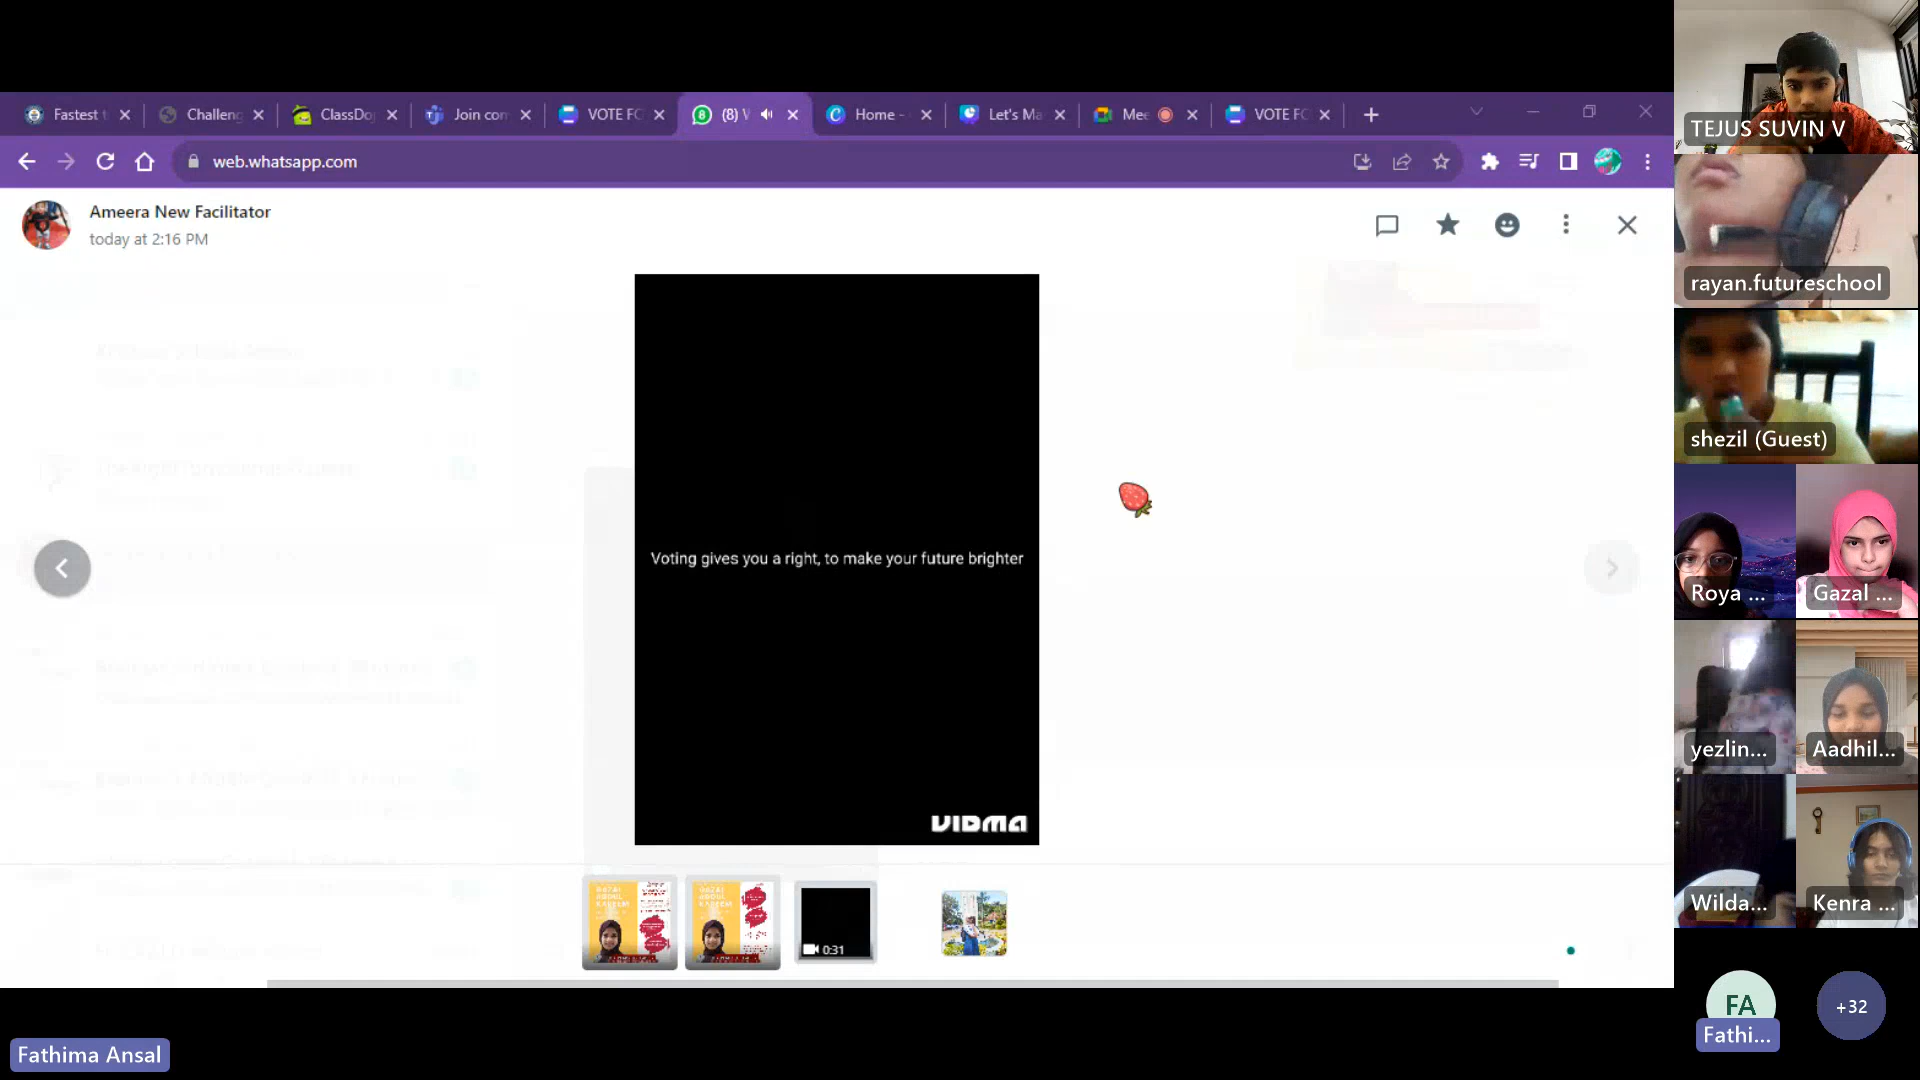 Fastest t
Challeng
ClassDo
Join con
VOTE FO
(8) V
Home -
Let's Ma
Mee
VOTE FO
web.whatsapp.com
Ameera New Facilitator
today at 2:16 PM
Voting gives you a right, to make your future brighter
VIDMA
0:31
TEJUS SUVIN V
rayan.futureschool
shezil (Guest)
Roya ...
Gazal ...
yezlin...
Aadhil...
Wilda...
Kenra ...
FA
Fathi...
+32
Fathima Ansal